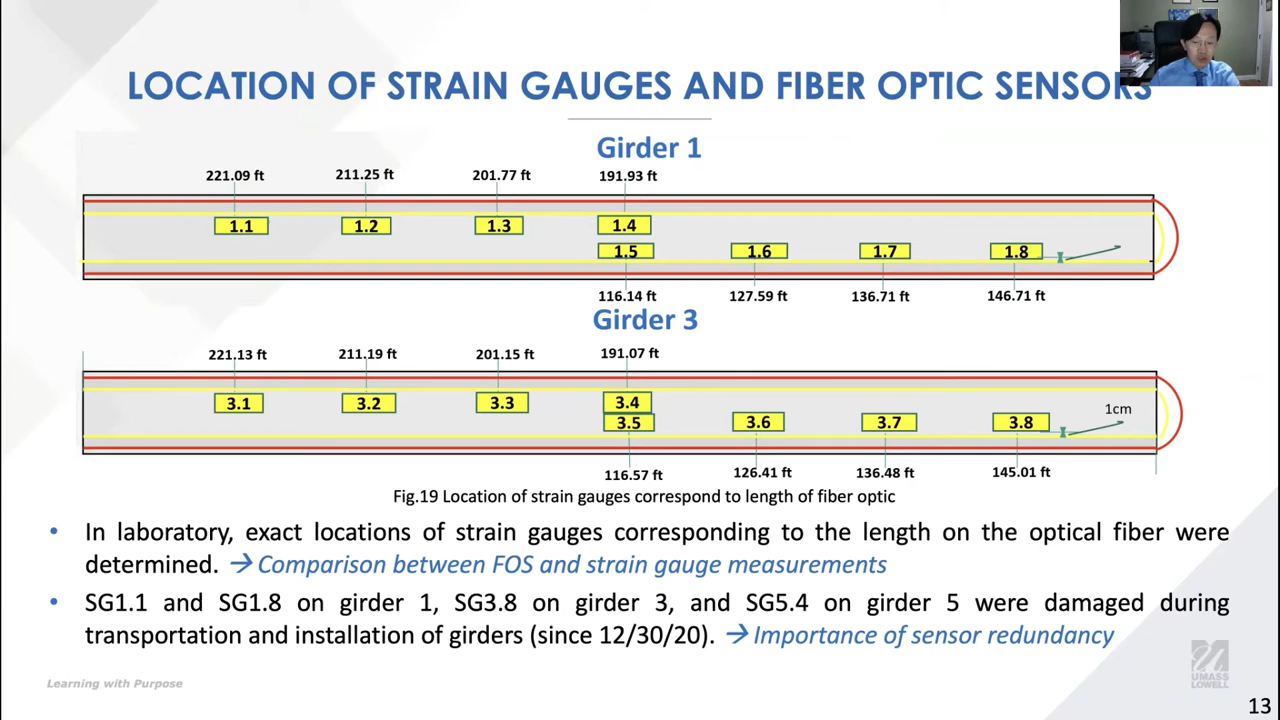 LOCATION OF STRAIN GAUGES AND FIBER OPTIC SENSORS
Girder 1
221.09 ft 211.25 ft 201.77 ft 191.93 ft
1.1 1.2 1.3 1.4
1.5 1.6 1.7 1.8
116.14 ft 127.59 ft 136.71 ft 146.71 ft
Girder 3
221.13 ft 211.19 ft 201.15 ft 191.07 ft
3.1 3.2 3.3 3.4
1cm
3.5 3.6 3.7 3.8
116.57 ft 126.41 ft 136.48 ft 145.01 ft
Fig.19 Location of strain gauges correspond to length of fiber optic
• In laboratory, exact locations of strain gauges corresponding to the length on the optical fiber were
determined. → Comparison between FOS and strain gauge measurements
• SG1.1 and SG1.8 on girder 1, SG3.8 on girder 3, and SG5.4 on girder 5 were damaged during
transportation and installation of girders (since 12/30/20). → Importance of sensor redundancy
Learning with Purpose
UMASS
LOWELL
13